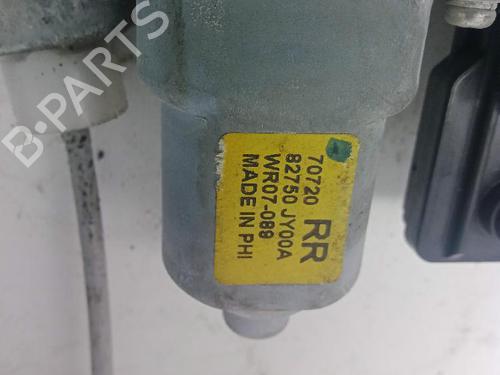 B-PARTS
70720 RR
82750 JY00A
WR07-089
MADE IN PHI